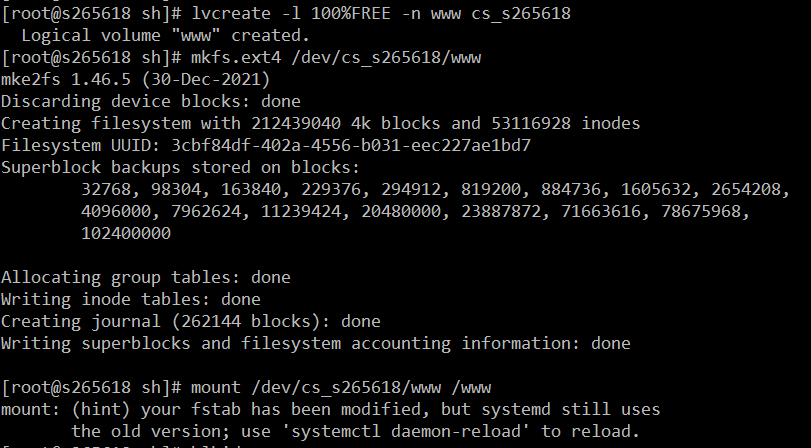 [root@s265618 sh]# lvcreate -l 100%FREE -n www cs_s265618
  Logical volume "www" created.
[root@s265618 sh]# mkfs.ext4 /dev/cs_s265618/www
mke2fs 1.46.5 (30-Dec-2021)
Discarding device blocks: done
Creating filesystem with 212439040 4k blocks and 53116928 inodes
Filesystem UUID: 3cbf84df-402a-4556-b031-eec227ae1bd7
Superblock backups stored on blocks:
        32768, 98304, 163840, 229376, 294912, 819200, 884736, 1605632, 2654208,
        4096000, 7962624, 11239424, 20480000, 23887872, 71663616, 78675968,
        102400000

Allocating group tables: done
Writing inode tables: done
Creating journal (262144 blocks): done
Writing superblocks and filesystem accounting information: done

[root@s265618 sh]# mount /dev/cs_s265618/www /www
mount: (hint) your fstab has been modified, but systemd still uses
       the old version; use 'systemctl daemon-reload' to reload.